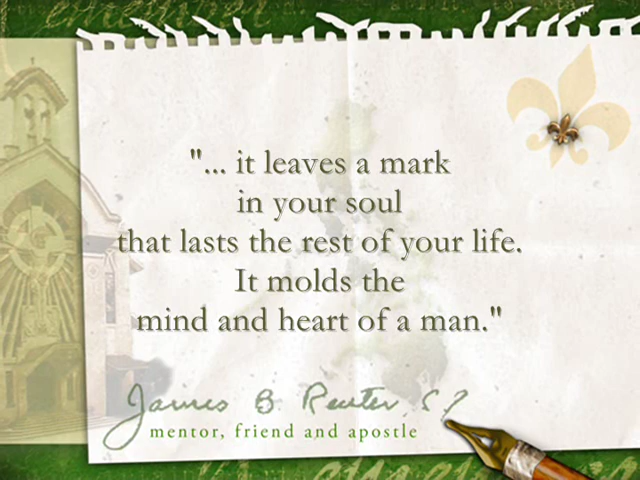 "... it leaves a mark
in your soul
that lasts the rest of your life.
It molds the
mind and heart of a man."
James B. Reuter, S.J.
mentor, friend and apostle